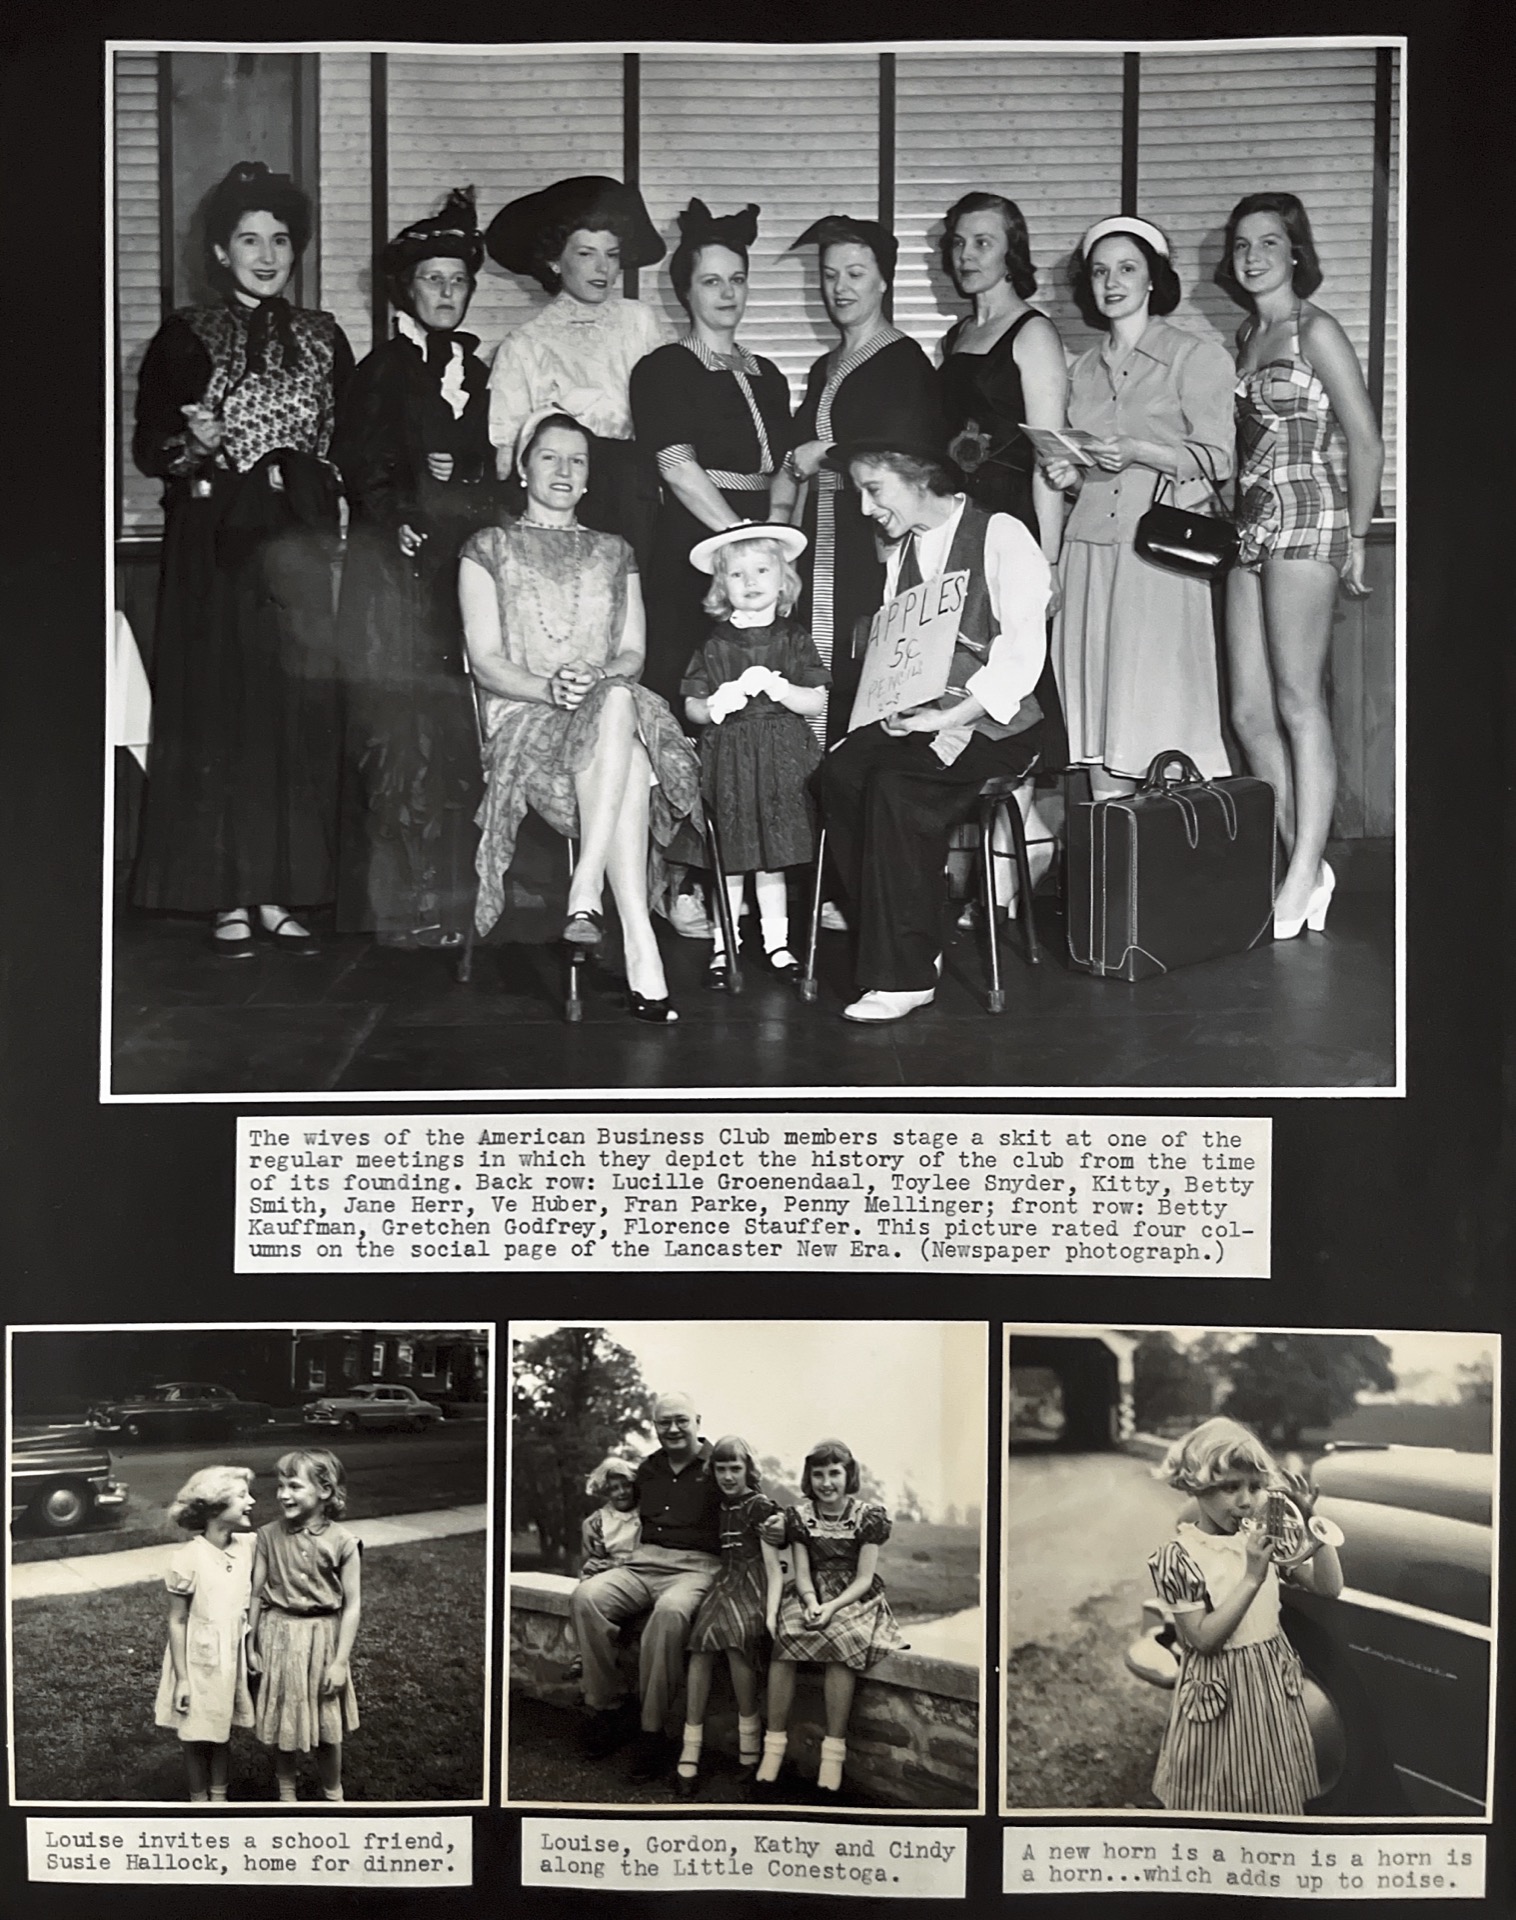 APPLES
5¢
PENCILS
The wives of the American Business Club members stage a skit at one of the
regular meetings in which they depict the history of the club from the time
of its founding. Back row: Lucille Groenendaal, Toylee Snyder, Kitty, Betty
Smith, Jane Herr, Ve Huber, Fran Parke, Penny Mellinger; front row: Betty
Kauffman, Gretchen Godfrey, Florence Stauffer. This picture rated four col-
umns on the social page of the Lancaster New Era. (Newspaper photograph.)
Louise invites a school friend,
Susie Hallock, home for dinner.
Louise, Gordon, Kathy and Cindy
along the Little Conestoga.
A new horn is a horn is a horn is
a horn...which adds up to noise.